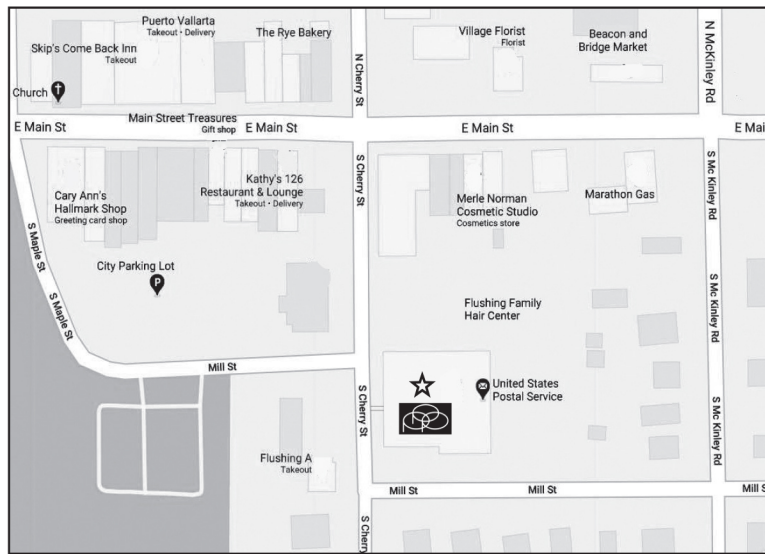 Puerto Vallarta
Takeout • Delivery
The Rye Bakery
Village Florist
Florist
Beacon and
Bridge Market
Skip's Come Back Inn
Takeout
Church
N Cherry St
N McKinley Rd
Main Street Treasures
Gift shop
E Main St
E Main St
E Main St
E Mai
Cary Ann's
Hallmark Shop
Greeting card shop
Kathy's 126
Restaurant & Lounge
Takeout • Delivery
S Cherry St
Merle Norman
Cosmetic Studio
Cosmetics store
Marathon Gas
S Mc Kinley Rd
S Maple St
S Maple St
City Parking Lot
P
Flushing Family
Hair Center
S Mc Kinley Rd
Mill St
United States
Postal Service
S Cherry St
S Mc Kinley Rd
Flushing A
Takeout
Mill St
Mill St
Mill S
S Cherry